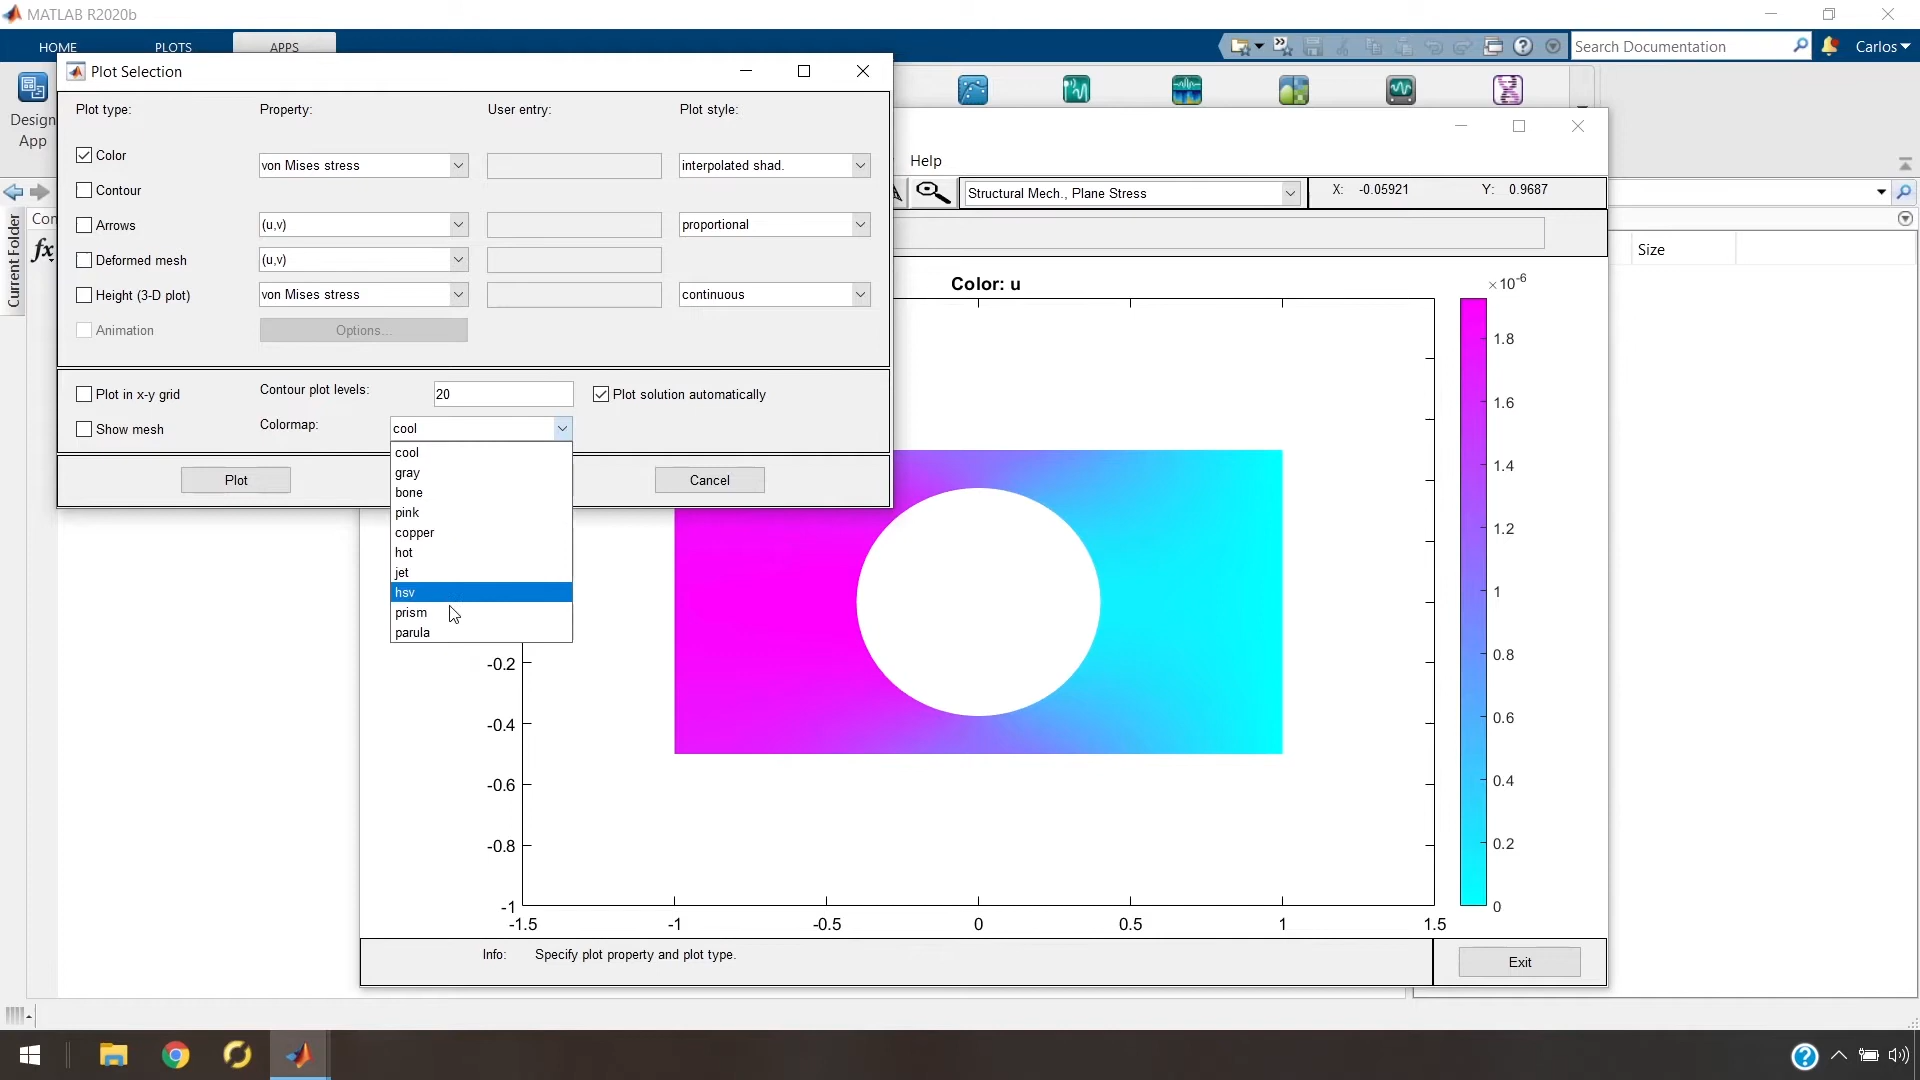 MATLAB R2020b
HOME
PLOTS
APPS
Search Documentation
Carlos
Design
App
Plot Selection
Plot type:
Property:
User entry:
Plot style:
Color
von Mises stress
interpolated shad.
Contour
Arrows
(u,v)
proportional
Deformed mesh
(u,v)
Height (3-D plot)
von Mises stress
continuous
Animation
Options...
Plot in x-y grid
Contour plot levels:
20
Plot solution automatically
Show mesh
Colormap:
cool
Plot
Cancel
cool
gray
bone
pink
copper
hot
jet
hsv
prism
parula
Help
Structural Mech., Plane Stress
X: -0.05921
Y: 0.9687
Current Folder
fx
Size
Color: u
×10-6
1.8
1.6
1.4
1.2
1
0.8
0.6
0.4
0.2
0
-0.2
-0.4
-0.6
-0.8
-1
-1.5
-1
-0.5
0
0.5
1
1.5
Info: Specify plot property and plot type.
Exit